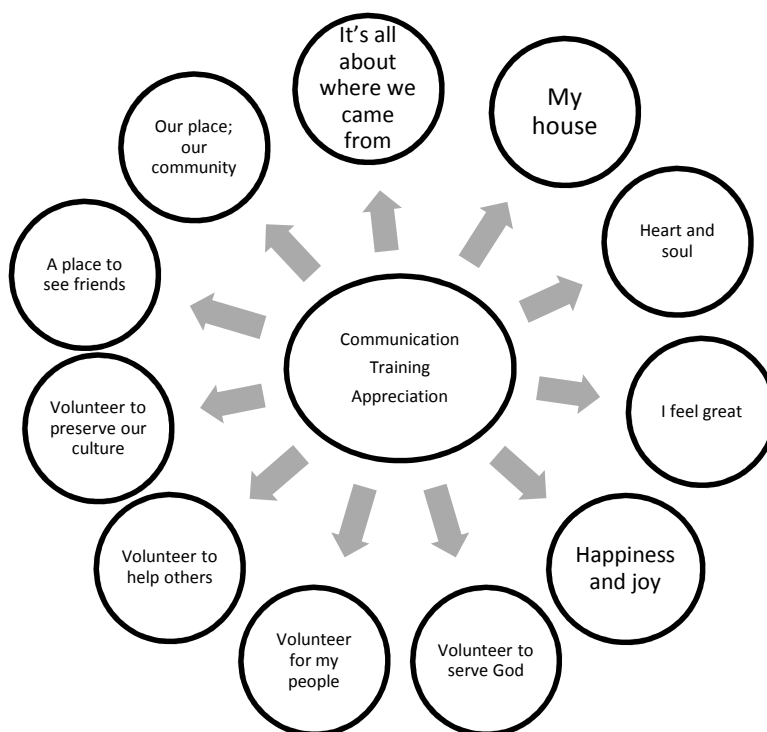 It's all
about
where we
came
from
My
house
Heart and
soul
I feel great
Happiness
and joy
Volunteer to
serve God
Volunteer
for my
people
Volunteer to
help others
Volunteer to
preserve our
culture
A place to
see friends
Our place;
our
community
Communication
Training
Appreciation